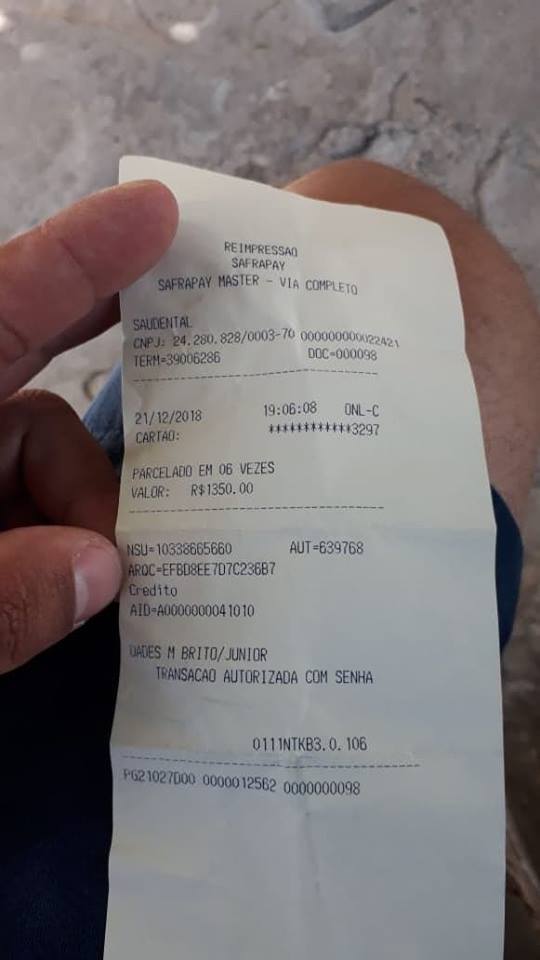 REIMPRESSAO
SAFRAPAY
SAFRAPAY MASTER - VIA COMPLETO
SAUDENTAL
CNPJ: 24.280.828/0003-70 000000000022421
TERM=39006286 DOC=000098
21/12/2018 19:06:08 ONL-C
CARTAO: ************3297
PARCELADO EM 06 VEZES
VALOR: R$1350.00
NSU=10338665660 AUT=639768
ARQC=EFBD8EE7D7C236B7
Credito
AID=A0000000041010
UADES M BRITO/JUNIOR
TRANSACAO AUTORIZADA COM SENHA
0111NTKB3.0.106
PG21027D00 0000012562 0000000098